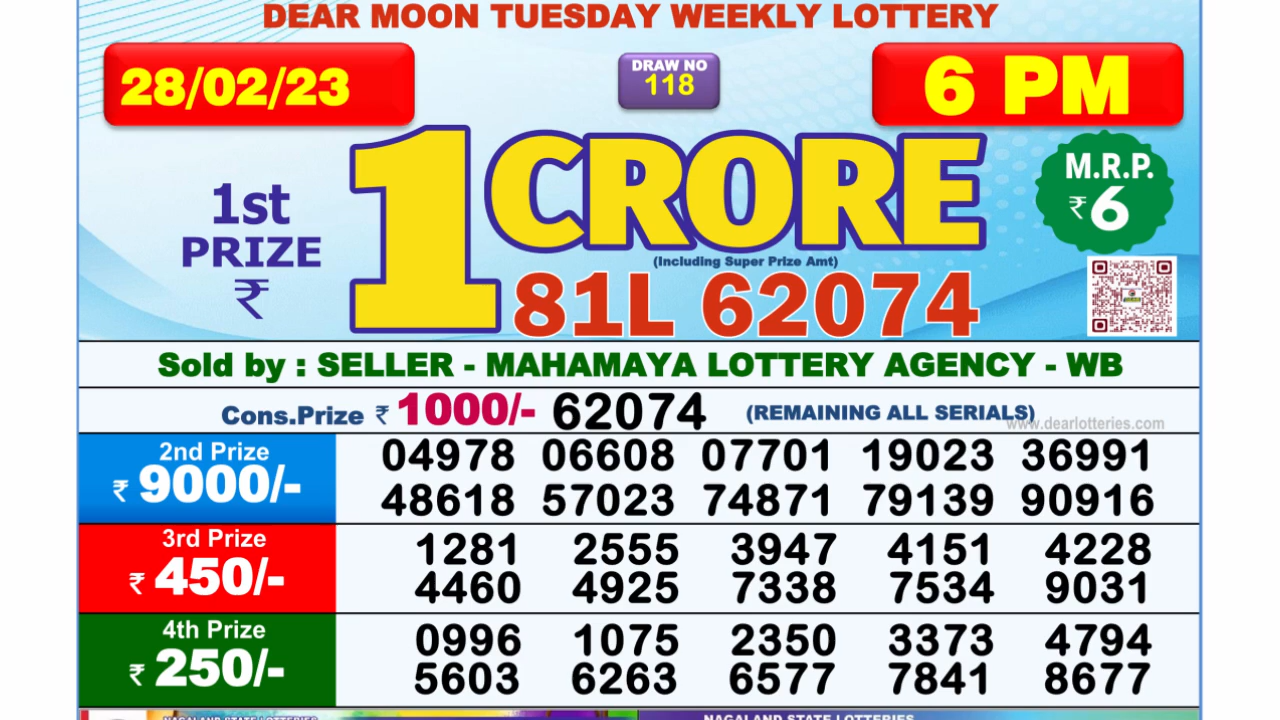 DEAR MOON TUESDAY WEEKLY LOTTERY
28/02/23
DRAW NO
118
6 PM
1st
PRIZE
₹
1 CRORE
(Including Super Prize Amt)
81L 62074
M.R.P.
₹6
Sold by : SELLER - MAHAMAYA LOTTERY AGENCY - WB
Cons.Prize ₹ 1000/- 62074 (REMAINING ALL SERIALS)
www.dearlotteries.com
2nd Prize
₹ 9000/-
04978 06608 07701 19023 36991
48618 57023 74871 79139 90916
3rd Prize
₹ 450/-
1281 2555 3947 4151 4228
4460 4925 7338 7534 9031
4th Prize
₹ 250/-
0996 1075 2350 3373 4794
5603 6263 6577 7841 8677
NAGALAND STATE LOTTERIES
NAGALAND STATE LOTTERIES